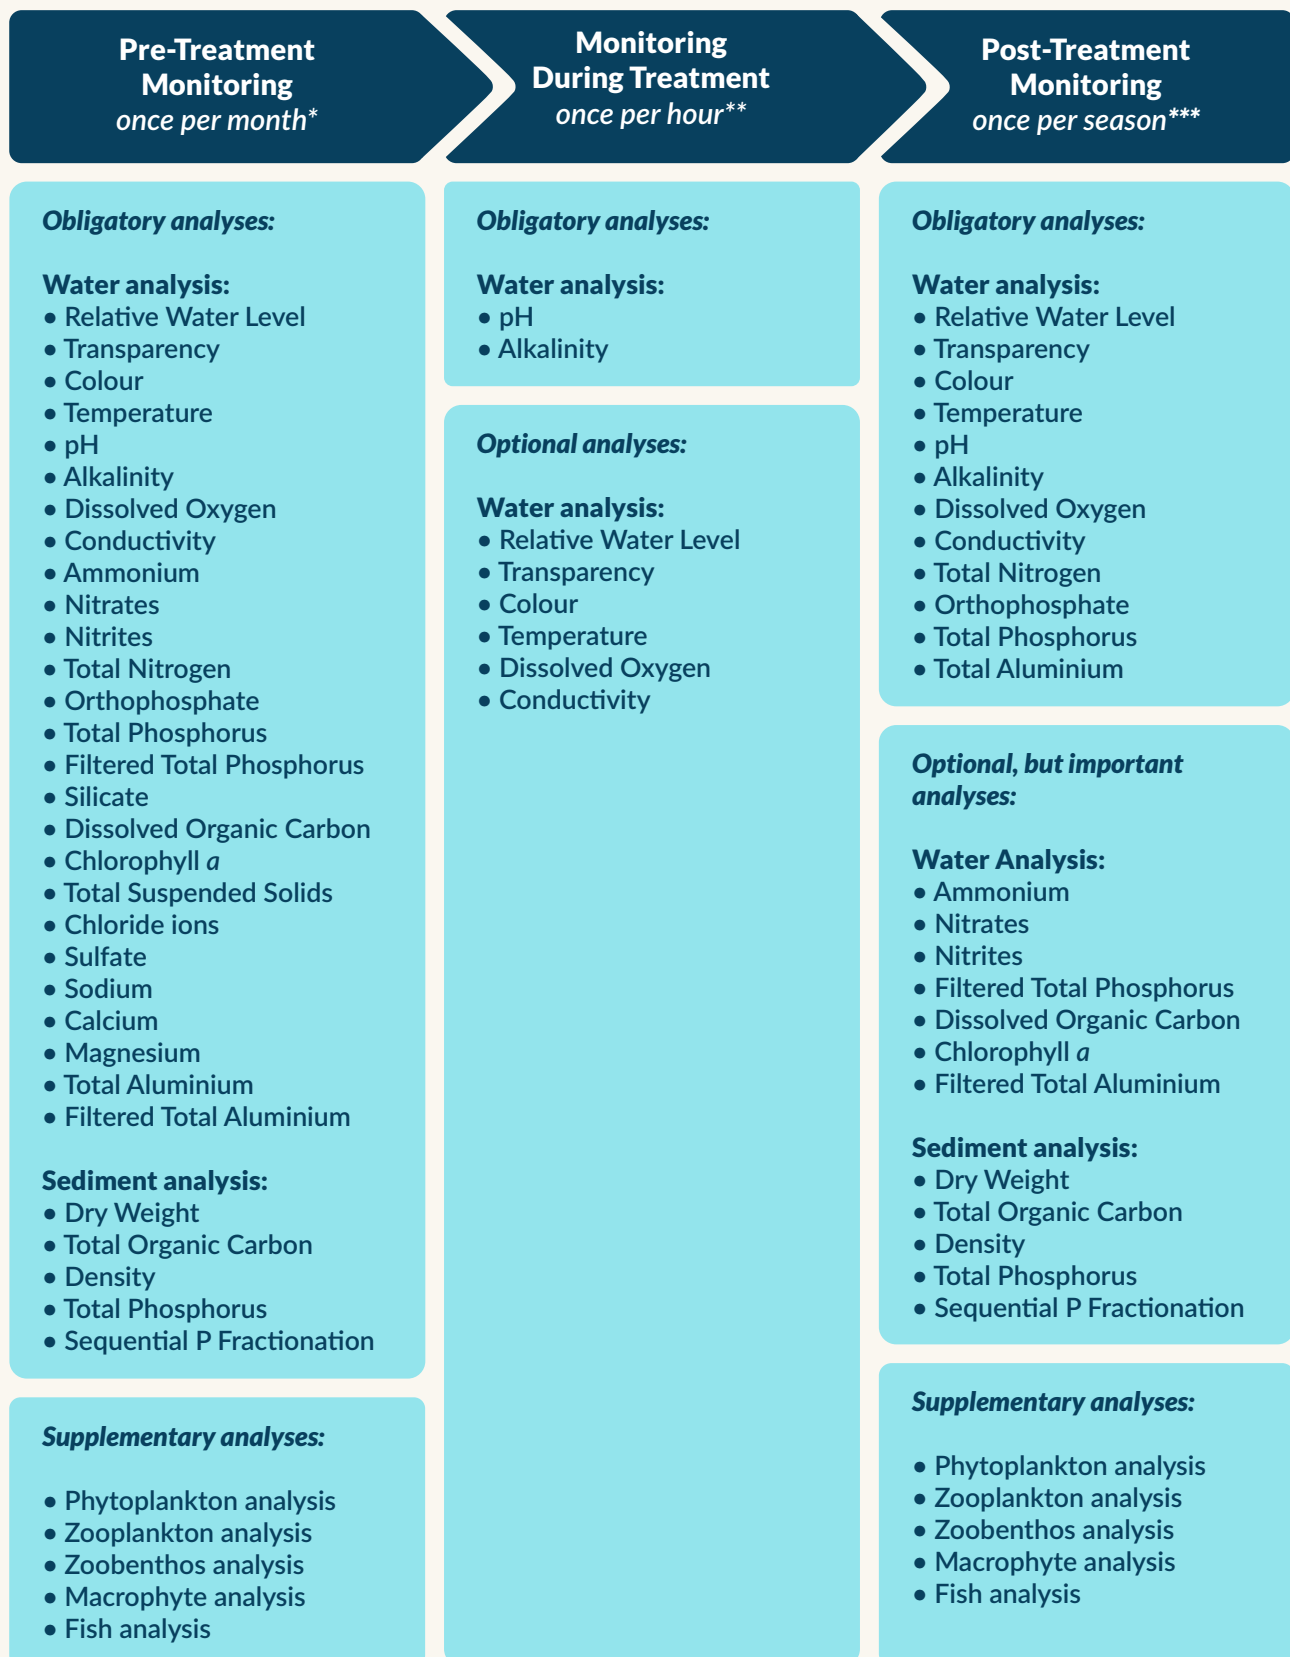 Pre-Treatment
Monitoring
once per month*
Monitoring
During Treatment
once per hour**
Post-Treatment
Monitoring
once per season***
Obligatory analyses:
Water analysis:
• Relative Water Level
• Transparency
• Colour
• Temperature
• pH
• Alkalinity
• Dissolved Oxygen
• Conductivity
• Ammonium
• Nitrates
• Nitrites
• Total Nitrogen
• Orthophosphate
• Total Phosphorus
• Filtered Total Phosphorus
• Silicate
• Dissolved Organic Carbon
• Chlorophyll a
• Total Suspended Solids
• Chloride ions
• Sulfate
• Sodium
• Calcium
• Magnesium
• Total Aluminium
• Filtered Total Aluminium
Sediment analysis:
• Dry Weight
• Total Organic Carbon
• Density
• Total Phosphorus
• Sequential P Fractionation
Supplementary analyses:
• Phytoplankton analysis
• Zooplankton analysis
• Zoobenthos analysis
• Macrophyte analysis
• Fish analysis
Obligatory analyses:
Water analysis:
• pH
• Alkalinity
Optional analyses:
Water analysis:
• Relative Water Level
• Transparency
• Colour
• Temperature
• Dissolved Oxygen
• Conductivity
Obligatory analyses:
Water analysis:
• Relative Water Level
• Transparency
• Colour
• Temperature
• pH
• Alkalinity
• Dissolved Oxygen
• Conductivity
• Total Nitrogen
• Orthophosphate
• Total Phosphorus
• Total Aluminium
Optional, but important
analyses:
Water Analysis:
• Ammonium
• Nitrates
• Nitrites
• Filtered Total Phosphorus
• Dissolved Organic Carbon
• Chlorophyll a
• Filtered Total Aluminium
Sediment analysis:
• Dry Weight
• Total Organic Carbon
• Density
• Total Phosphorus
• Sequential P Fractionation
Supplementary analyses:
• Phytoplankton analysis
• Zooplankton analysis
• Zoobenthos analysis
• Macrophyte analysis
• Fish analysis